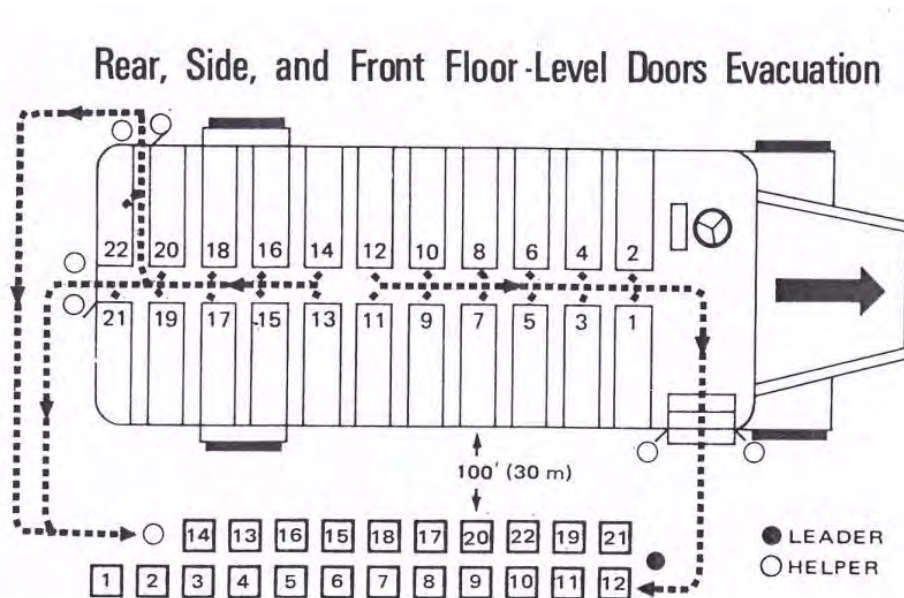 Rear, Side, and Front Floor-Level Doors Evacuation
22 20 18 16 14 12 10 8 6 4 2
21 19 17 15 13 11 9 7 5 3 1
100' (30 m)
14 13 16 15 18 17 20 22 19 21
LEADER
1 2 3 4 5 6 7 8 9 10 11 12
HELPER